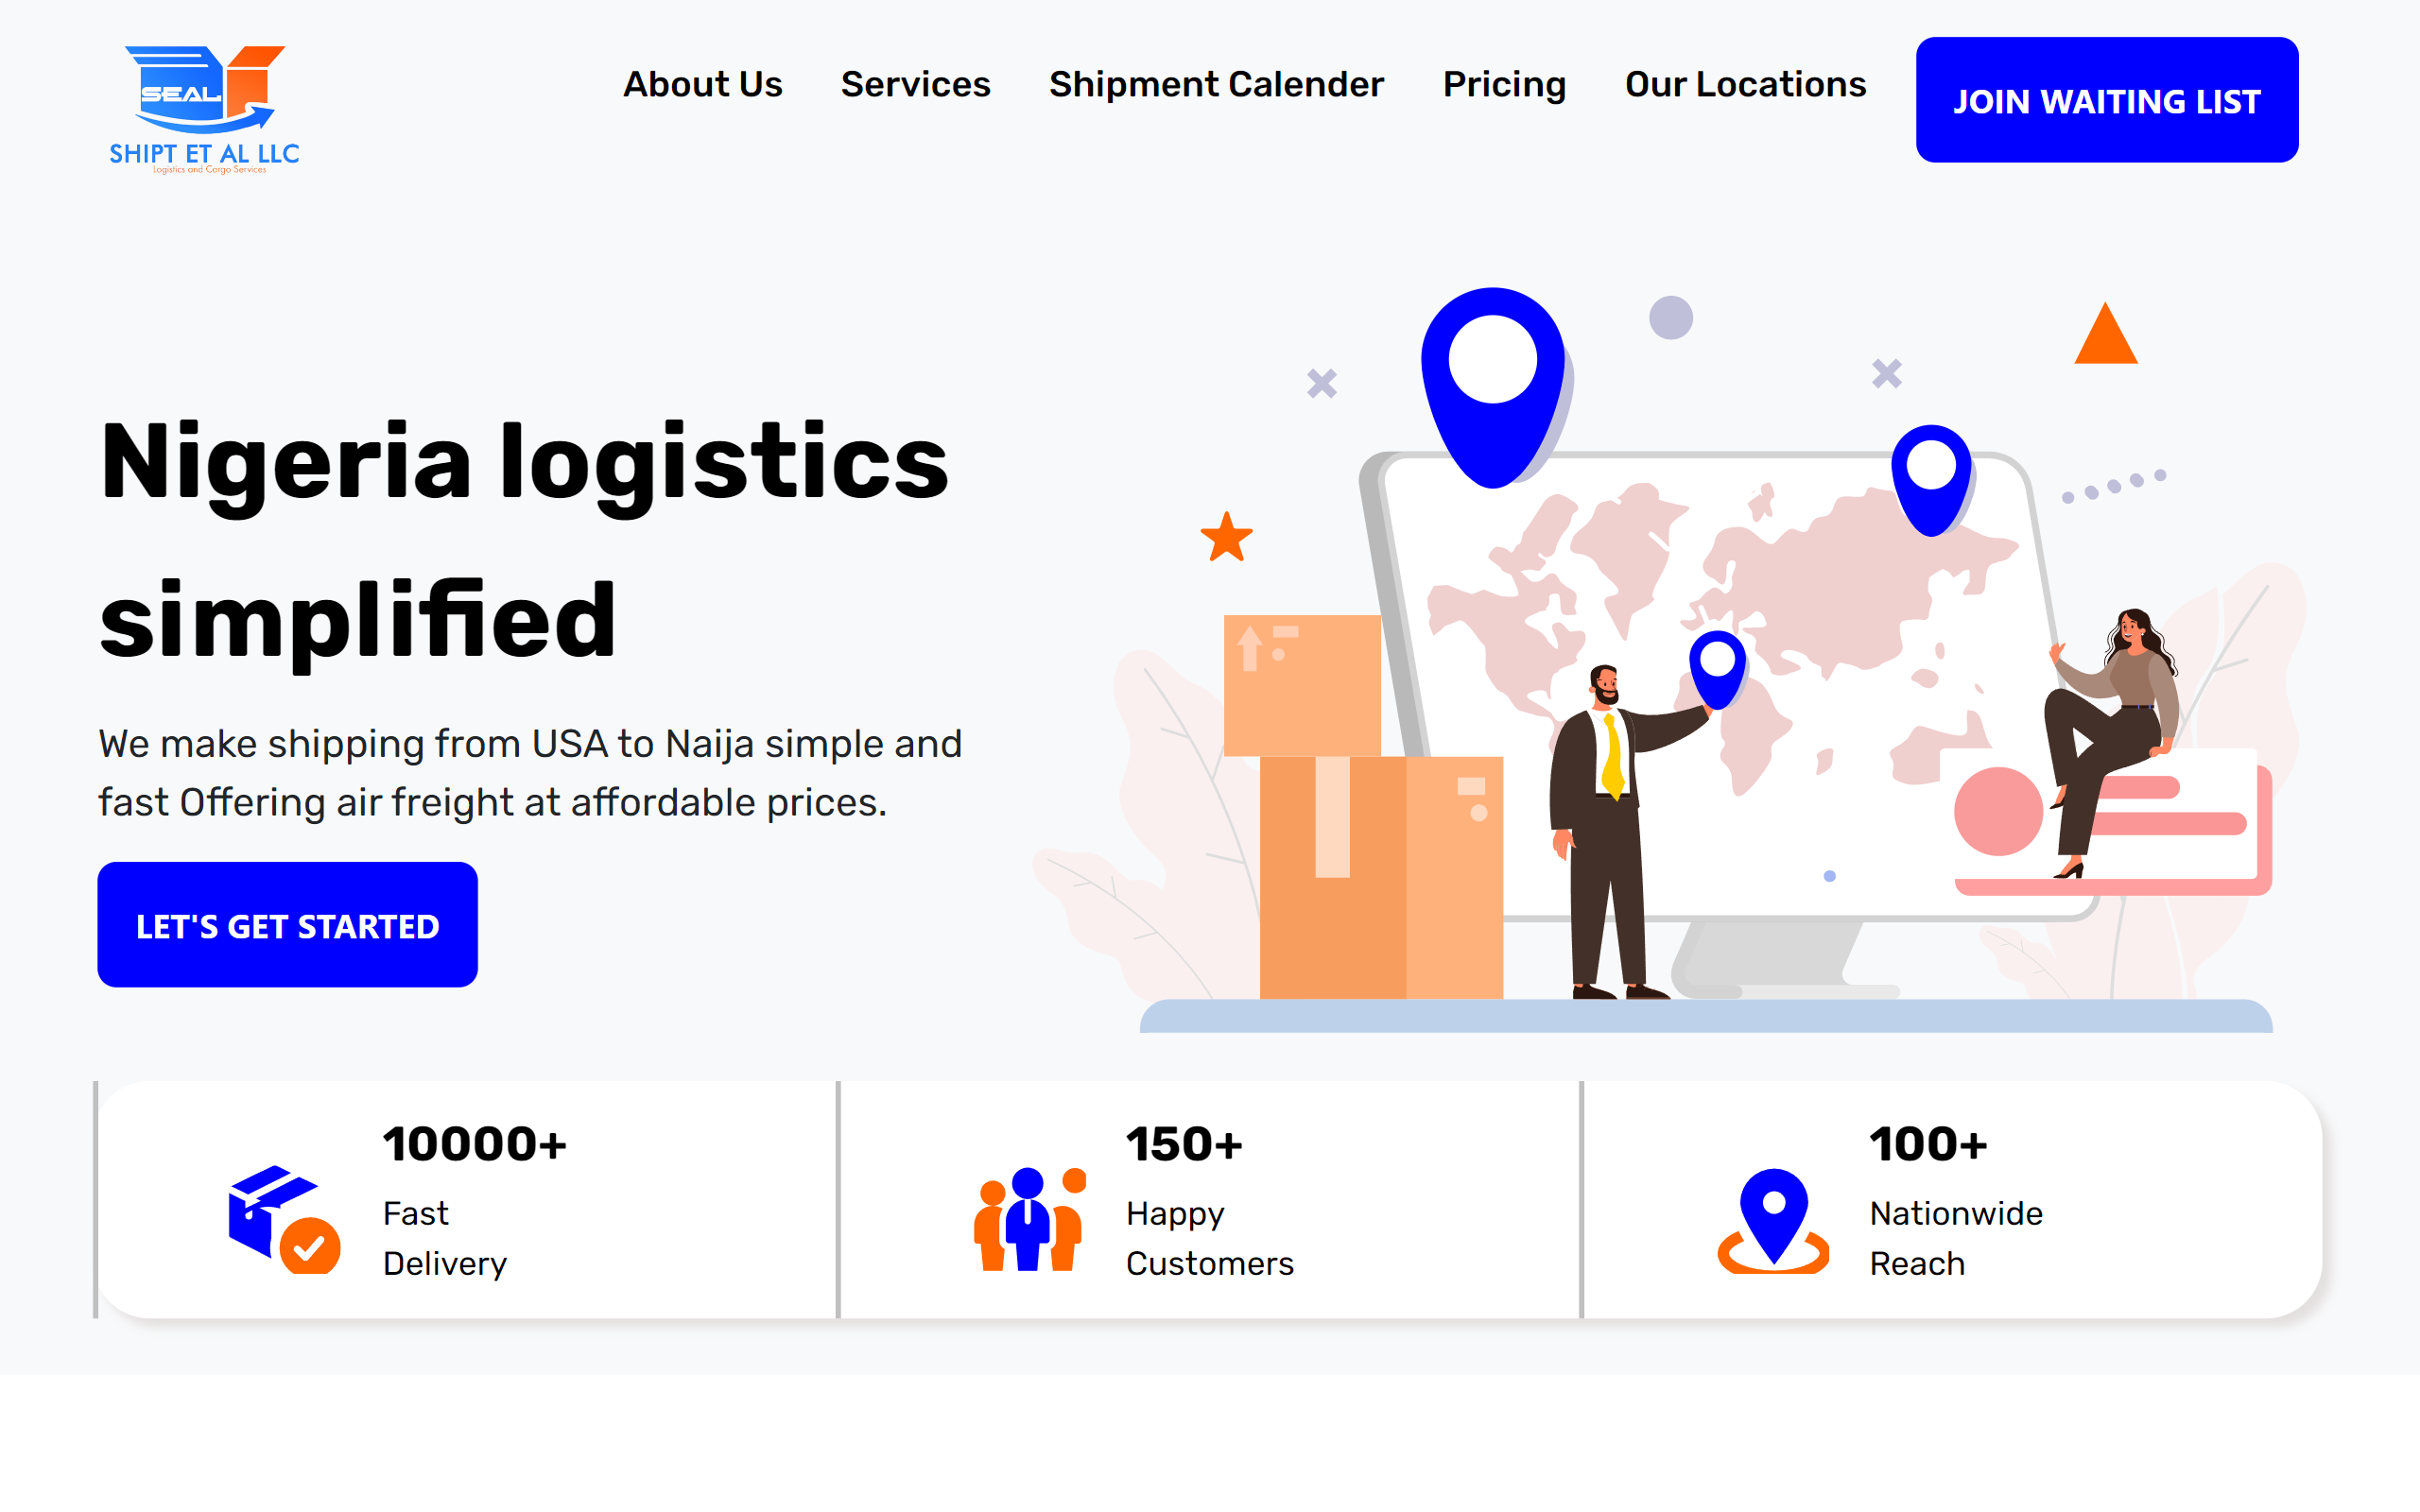 SEAL
SHIPT ET AL LLC
Logistics and Cargo Services
About Us Services Shipment Calender Pricing Our Locations JOIN WAITING LIST
Nigeria logistics
simplified
We make shipping from USA to Naija simple and
fast Offering air freight at affordable prices.
LET'S GET STARTED
10000+
Fast
Delivery
150+
Happy
Customers
100+
Nationwide
Reach